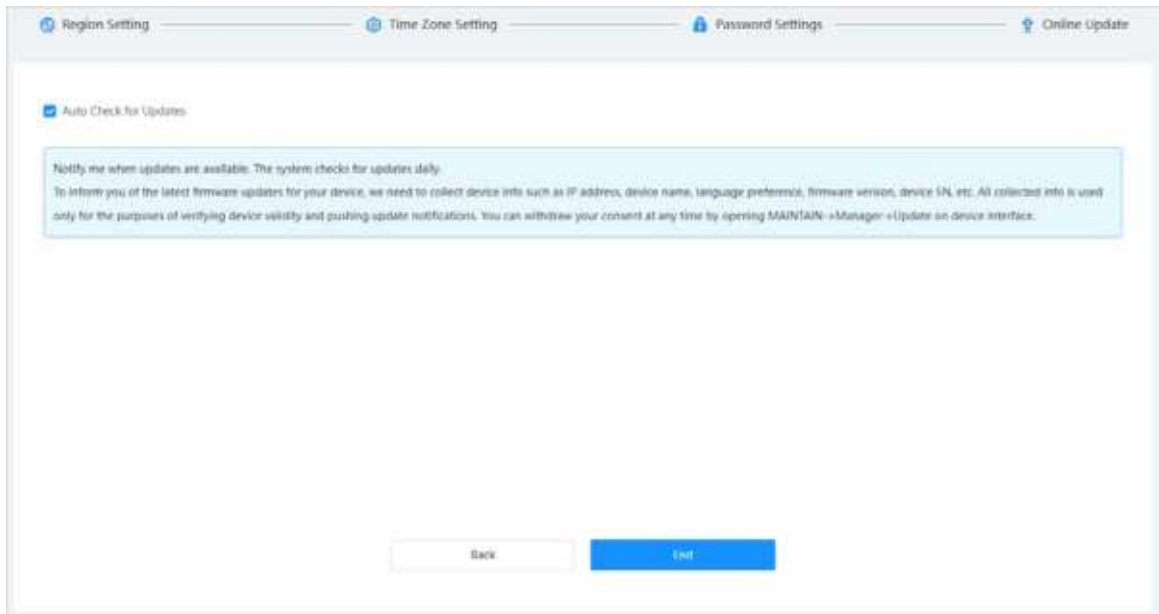 Region Setting
Time Zone Setting
Password Settings
Online Update
Auto Check for Updates
Notify me when updates are available. The system checks for updates daily.
To inform you of the latest firmware updates for your device, we need to collect device info such as IP address, device name, language preference, firmware version, device SN, etc. All collected info is used
only for the purposes of verifying device validity and pushing update notifications. You can withdraw your consent at any time by opening MAINTAIN->Manager->Update on device interface.
Back
End